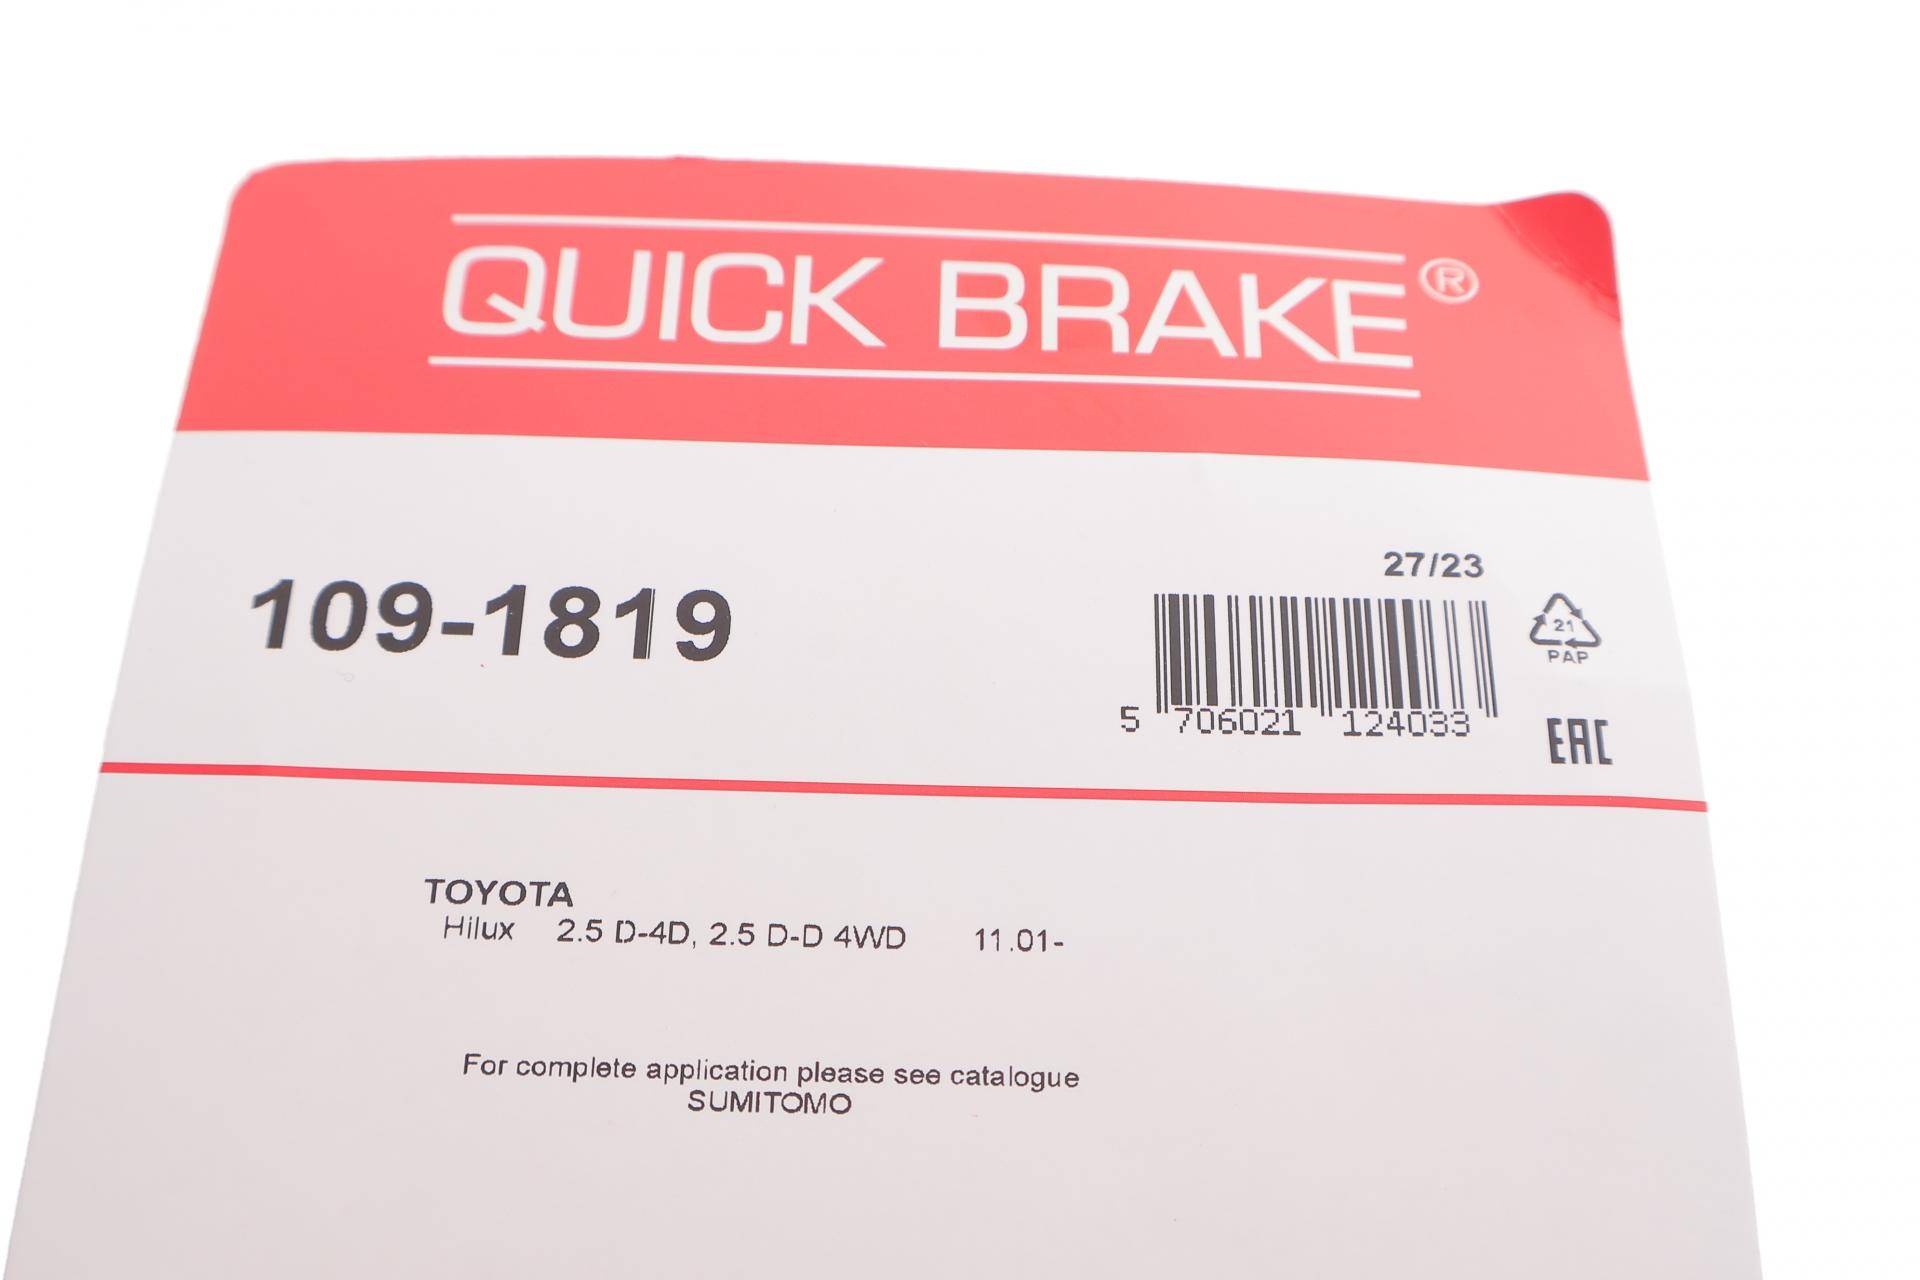 QUICK BRAKE®
27/23
109-1819
21
PAP
5 706021 124033
EAC
TOYOTA
Hilux 2.5 D-4D, 2.5 D-D 4WD 11.01-
For complete application please see catalogue
SUMITOMO